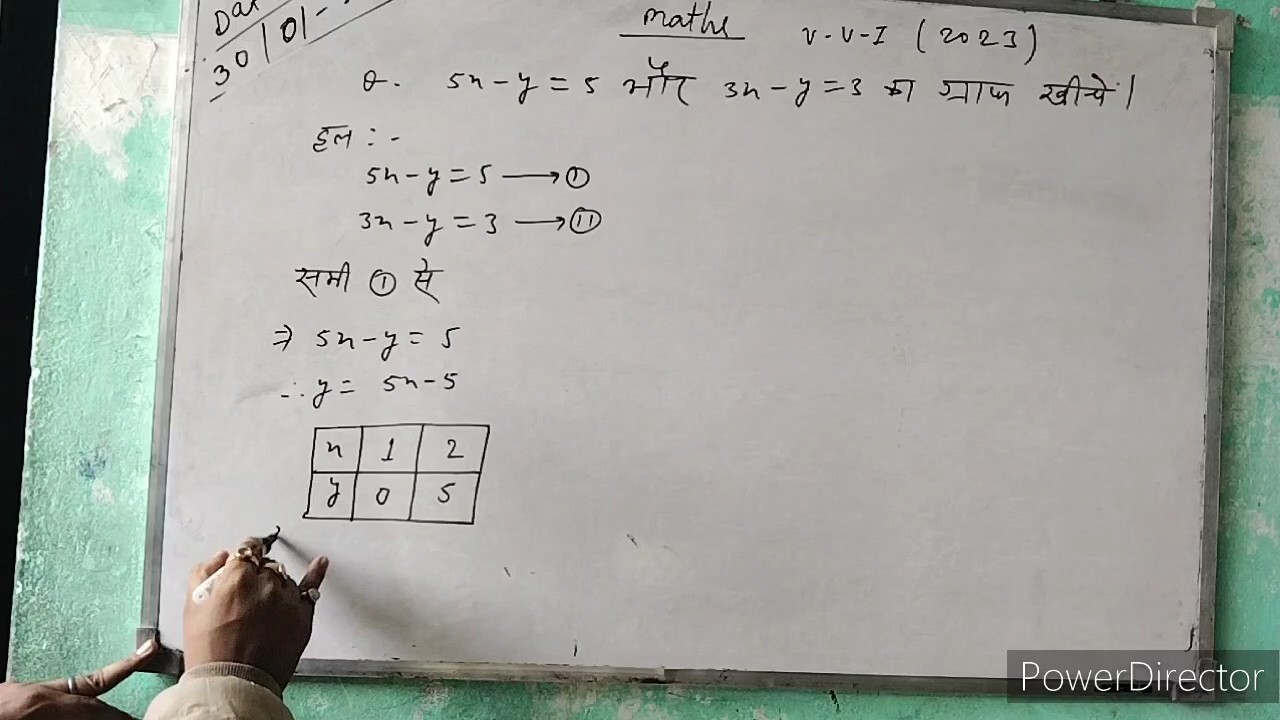 Dat
30/01-
maths V.V-I (2023)
Q. 5x-y=5 और 3x-y=3 का ग्राफ खीचें।
हल :-
5x-y=5 → (i)
3x-y=3 → (ii)
समी (i) से
⇒ 5x-y=5
∴ y= 5x-5
x 1 2
y 0 5
PowerDirector